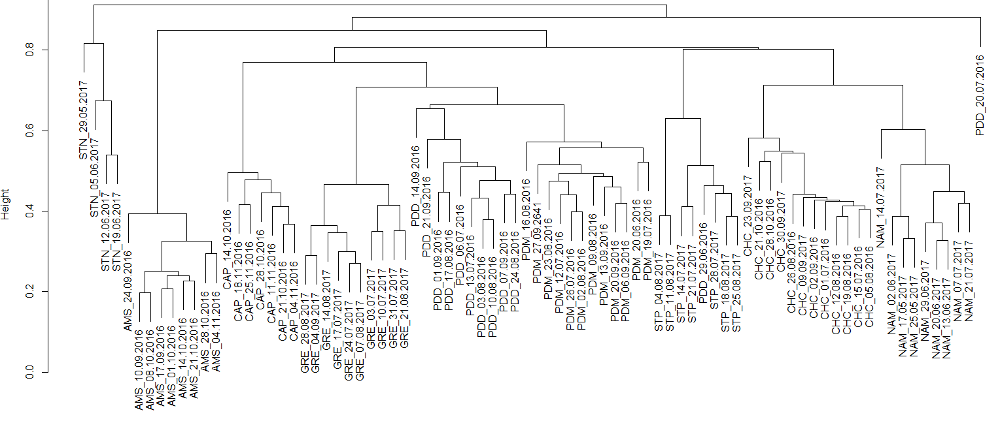 Height
0.0
0.2
0.4
0.6
0.8
STN_29.05.2017
STN_05.06.2017
STN_12.06.2017
STN_19.06.2017
AMS_24.09.2016
AMS_10.09.2016
AMS_08.10.2016
AMS_17.09.2016
AMS_01.10.2016
AMS_14.10.2016
AMS_21.10.2016
AMS_28.10.2016
AMS_04.11.2016
CAP_14.10.2016
CAP_18.11.2016
CAP_25.11.2016
CAP_28.10.2016
CAP_11.11.2016
CAP_21.10.2016
CAP_04.11.2016
GRE_28.08.2017
GRE_04.09.2017
GRE_14.08.2017
GRE_17.07.2017
GRE_24.07.2017
GRE_07.08.2017
GRE_03.07.2017
GRE_10.07.2017
GRE_31.07.2017
GRE_21.08.2017
PDD_14.09.2016
PDD_21.09.2016
PDD_01.09.2016
PDD_17.08.2016
PDD_06.07.2016
PDD_13.07.2016
PDD_03.08.2016
PDD_10.08.2016
PDD_07.09.2016
PDD_24.08.2016
PDM_16.08.2016
PDM_27.09.2641
PDM_23.08.2016
PDM_12.07.2016
PDM_26.07.2016
PDM_02.08.2016
PDM_09.08.2016
PDM_13.09.2016
PDM_20.09.2016
PDM_06.09.2016
PDM_20.06.2016
PDM_19.07.2016
STP_04.08.2017
STP_11.08.2017
STP_14.07.2017
STP_21.07.2017
PDD_29.06.2016
STP_28.07.2017
STP_18.08.2017
STP_25.08.2017
CHC_23.09.2017
CHC_21.10.2016
CHC_28.10.2016
CHC_30.09.2017
CHC_26.08.2016
CHC_09.09.2017
CHC_02.09.2016
CHC_01.07.2016
CHC_12.08.2016
CHC_19.08.2016
CHC_15.07.2016
CHC_05.08.2016
NAM_14.07.2017
NAM_02.06.2017
NAM_17.05.2017
NAM_25.05.2017
NAM_29.06.2017
NAM_20.06.2017
NAM_13.06.2017
NAM_07.07.2017
NAM_21.07.2017
PDD_20.07.2016